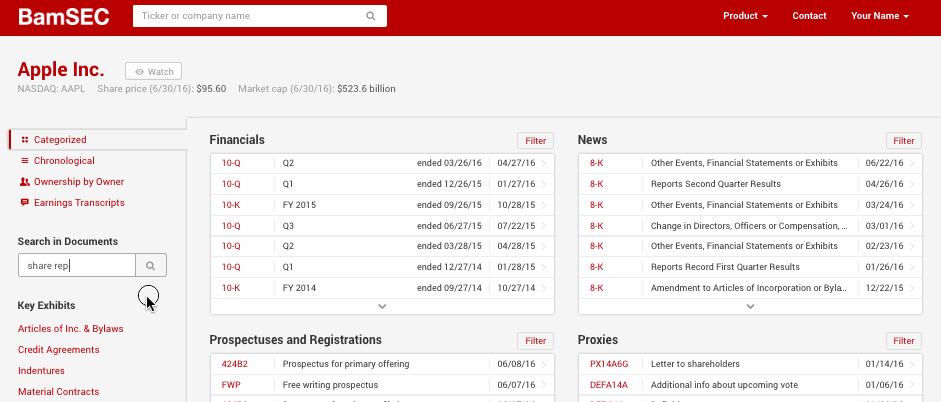 BamSEC
Ticker or company name
Product
Contact
Your Name
Apple Inc.
Watch
NASDAQ: AAPL Share price (6/30/16): $95.60 Market cap (6/30/16): $523.6 billion
Categorized
Chronological
Ownership by Owner
Earnings Transcripts
Search in Documents
share rep
Key Exhibits
Articles of Inc. & Bylaws
Credit Agreements
Indentures
Material Contracts
Financials
Filter
10-Q Q2 ended 03/26/16 04/27/16
10-Q Q1 ended 12/26/15 01/27/16
10-K FY 2015 ended 09/26/15 10/28/15
10-Q Q3 ended 06/27/15 07/22/15
10-Q Q2 ended 03/28/15 04/28/15
10-Q Q1 ended 12/27/14 01/28/15
10-K FY 2014 ended 09/27/14 10/27/14
News
Filter
8-K Other Events, Financial Statements or Exhibits 06/22/16
8-K Reports Second Quarter Results 04/26/16
8-K Other Events, Financial Statements or Exhibits 03/24/16
8-K Change in Directors, Officers or Compensation, ... 03/01/16
8-K Other Events, Financial Statements or Exhibits 02/23/16
8-K Reports Record First Quarter Results 01/26/16
8-K Amendment to Articles of Incorporation or Byla... 12/22/15
Prospectuses and Registrations
Filter
424B2 Prospectus for primary offering 06/08/16
FWP Free writing prospectus 06/07/16
Proxies
Filter
PX14A6G Letter to shareholders 01/14/16
DEFA14A Additional info about upcoming vote 01/06/16